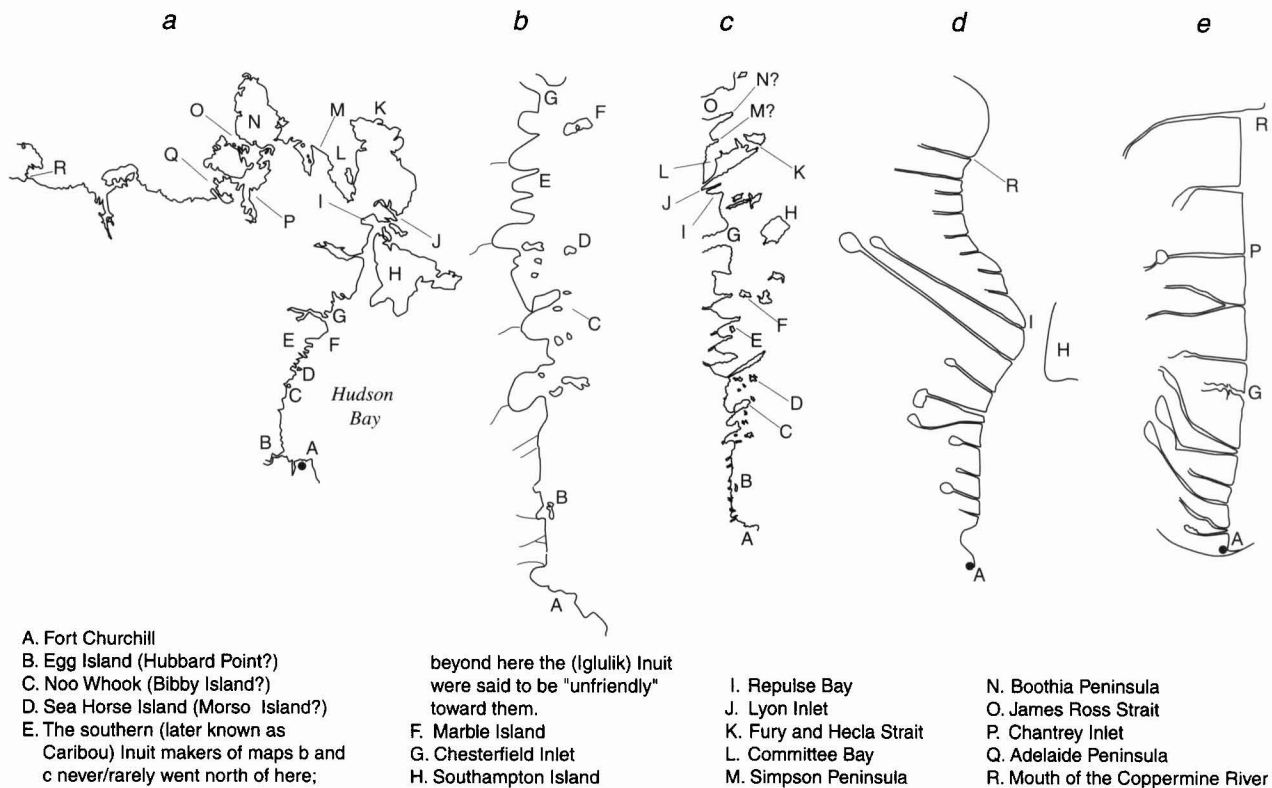 a b c d e
O N M K
Q L
R
P I J
H
G
E F
D
C
Hudson
Bay
B A
G F
E
D
C
B
A
N?
O M?
L K
J H
I G
F
E
D
C
B
A
R
I H
A
R
P
G
A
A. Fort Churchill
B. Egg Island (Hubbard Point?)
C. Noo Whook (Bibby Island?)
D. Sea Horse Island (Morso Island?)
E. The southern (later known as
Caribou) Inuit makers of maps b and
c never/rarely went north of here;
beyond here the (Iglulik) Inuit
were said to be "unfriendly"
toward them.
F. Marble Island
G. Chesterfield Inlet
H. Southampton Island
I. Repulse Bay
J. Lyon Inlet
K. Fury and Hecla Strait
L. Committee Bay
M. Simpson Peninsula
N. Boothia Peninsula
O. James Ross Strait
P. Chantrey Inlet
Q. Adelaide Peninsula
R. Mouth of the Coppermine River